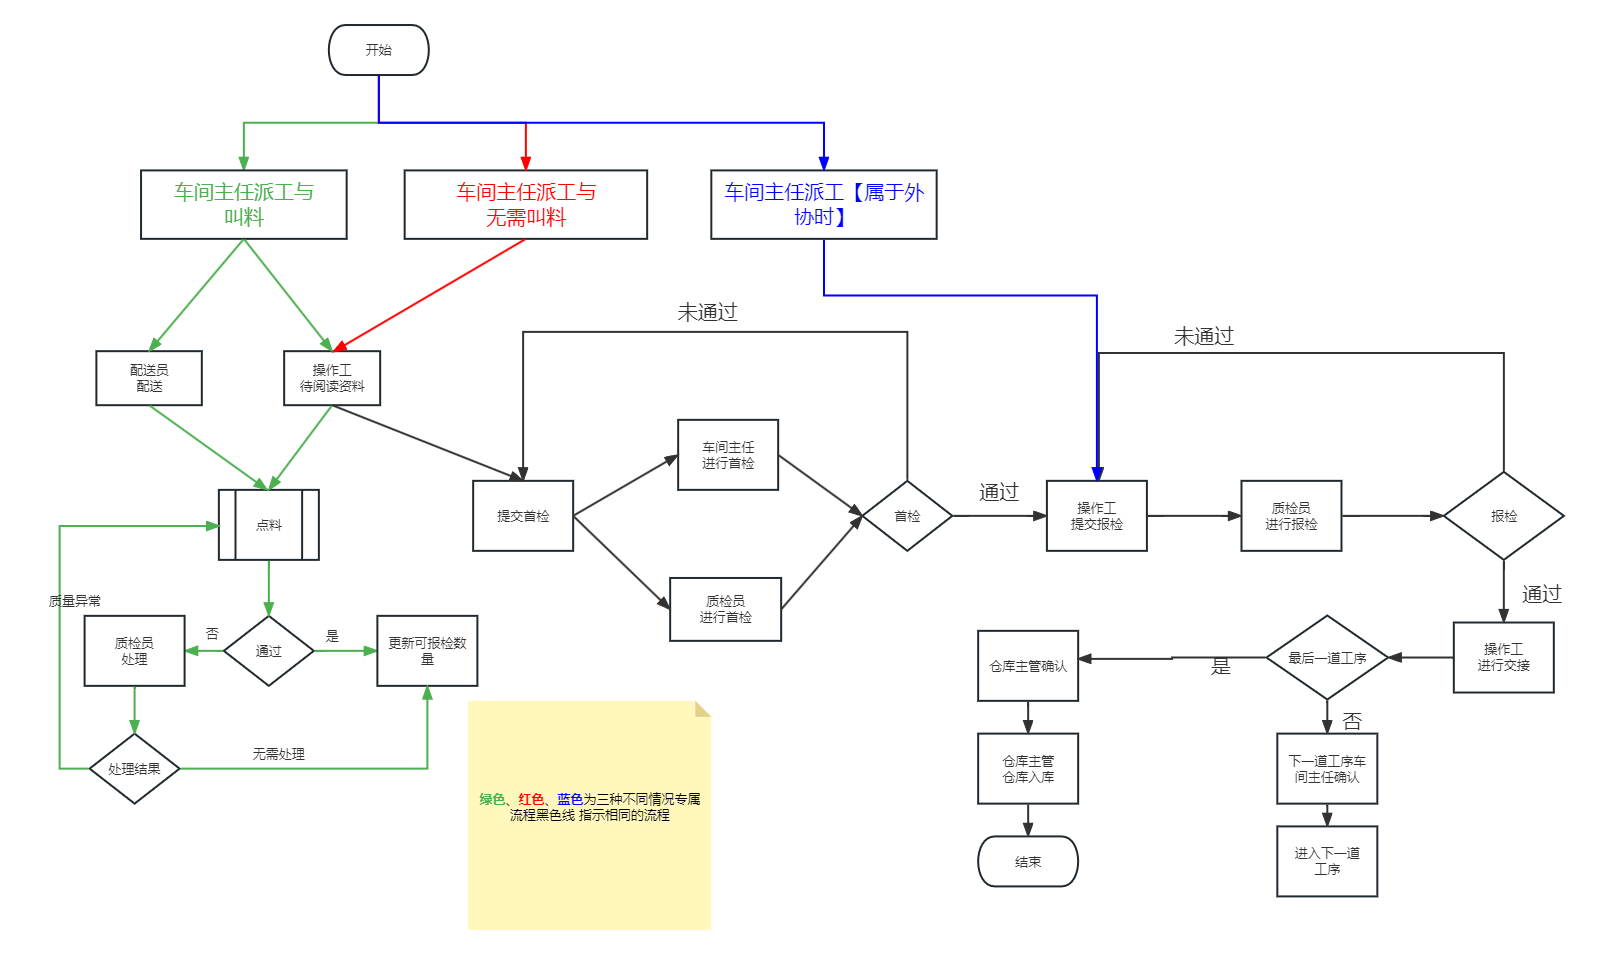 开始
车间主任派工与
叫料
车间主任派工与
无需叫料
车间主任派工【属于外
协时】
未通过
未通过
配送员
配送
操作工
待阅读资料
车间主任
进行首检
通过
点料
提交首检
首检
操作工
提交报检
质检员
进行报检
报检
质量异常
质检员
进行首检
通过
质检员
处理
否
通过
是
更新可报检数
量
仓库主管确认
是
最后一道工序
操作工
进行交接
否
处理结果
无需处理
仓库主管
仓库入库
下一道工序车
间主任确认
绿色、红色、蓝色为三种不同情况专属
流程黑色线 指示相同的流程
结束
进入下一道
工序